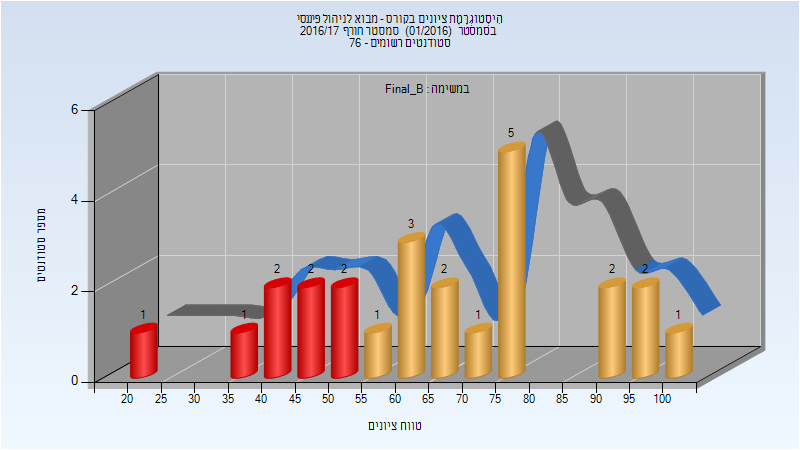 היסטוגרמת ציונים בקורס - מבוא לניהול פיננסי
בסמסטר (01/2016) סמסטר חורף 2016/17
סטודנטים רשומים - 76
במשימה : Final_B
מספר סטודנטים
6
4
2
0
1
1
2
2
2
1
3
2
1
5
2
2
1
20 25 30 35 40 45 50 55 60 65 70 75 80 85 90 95 100
טווח ציונים